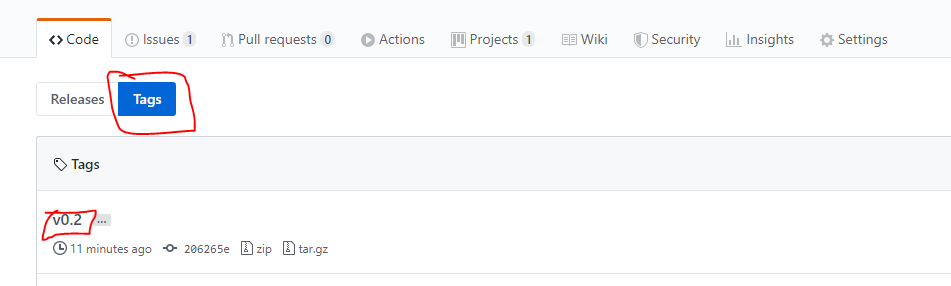 Code Issues 1 Pull requests 0 Actions Projects 1 Wiki Security Insights Settings
Releases Tags
Tags
v0.2 ...
11 minutes ago 206265e zip tar.gz